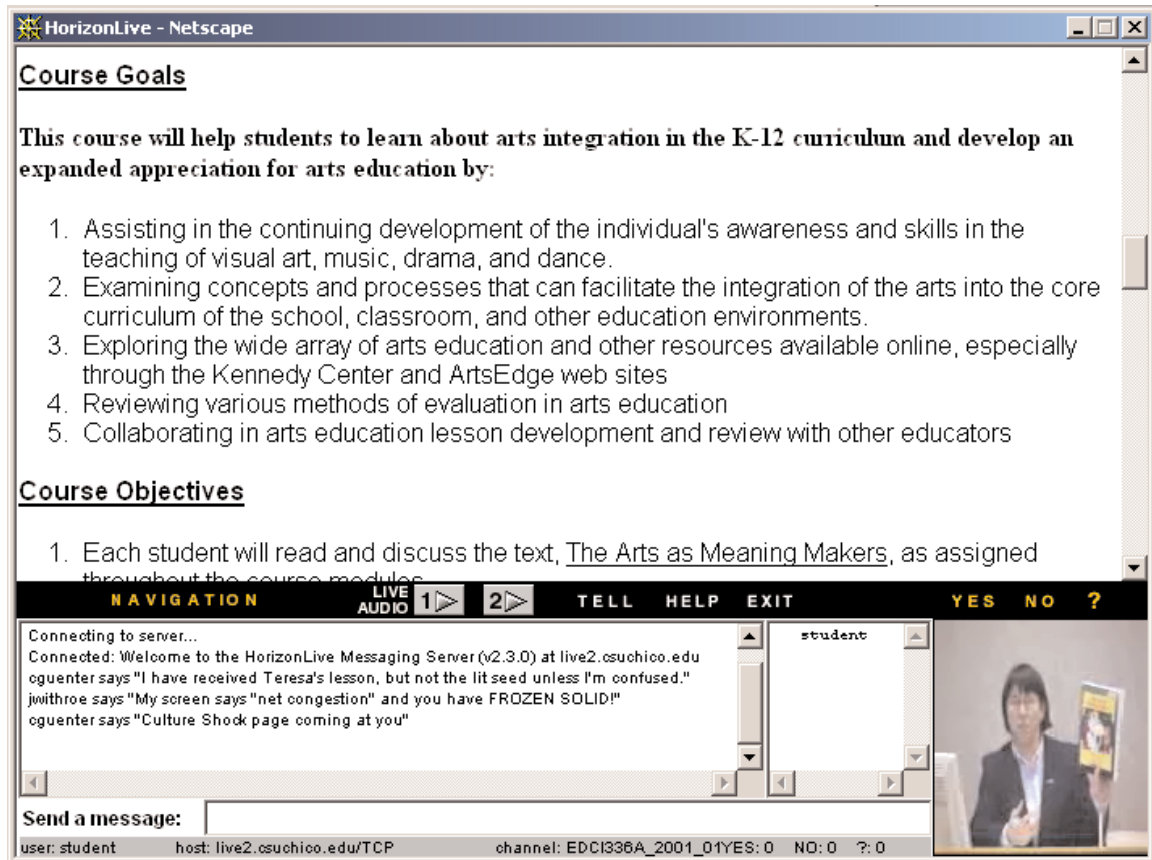 HorizonLive - Netscape
Course Goals
This course will help students to learn about arts integration in the K-12 curriculum and develop an
expanded appreciation for arts education by:
1. Assisting in the continuing development of the individual's awareness and skills in the
teaching of visual art, music, drama, and dance.
2. Examining concepts and processes that can facilitate the integration of the arts into the core
curriculum of the school, classroom, and other education environments.
3. Exploring the wide array of arts education and other resources available online, especially
through the Kennedy Center and ArtsEdge web sites
4. Reviewing various methods of evaluation in arts education
5. Collaborating in arts education lesson development and review with other educators
Course Objectives
1. Each student will read and discuss the text, The Arts as Meaning Makers, as assigned
throughout the course modules
NAVIGATION LIVE AUDIO 1 2 TELL HELP EXIT YES NO ?
Connecting to server...
Connected: Welcome to the HorizonLive Messaging Server (v2.3.0) at live2.csuchico.edu
cguenter says "I have received Teresa's lesson, but not the lit seed unless I'm confused."
jwithroe says "My screen says "net congestion" and you have FROZEN SOLID!"
cguenter says "Culture Shock page coming at you"
student
Send a message:
user: student host: live2.csuchico.edu/TCP channel: EDCI336A_2001_01YES: 0 NO: 0 ?: 0